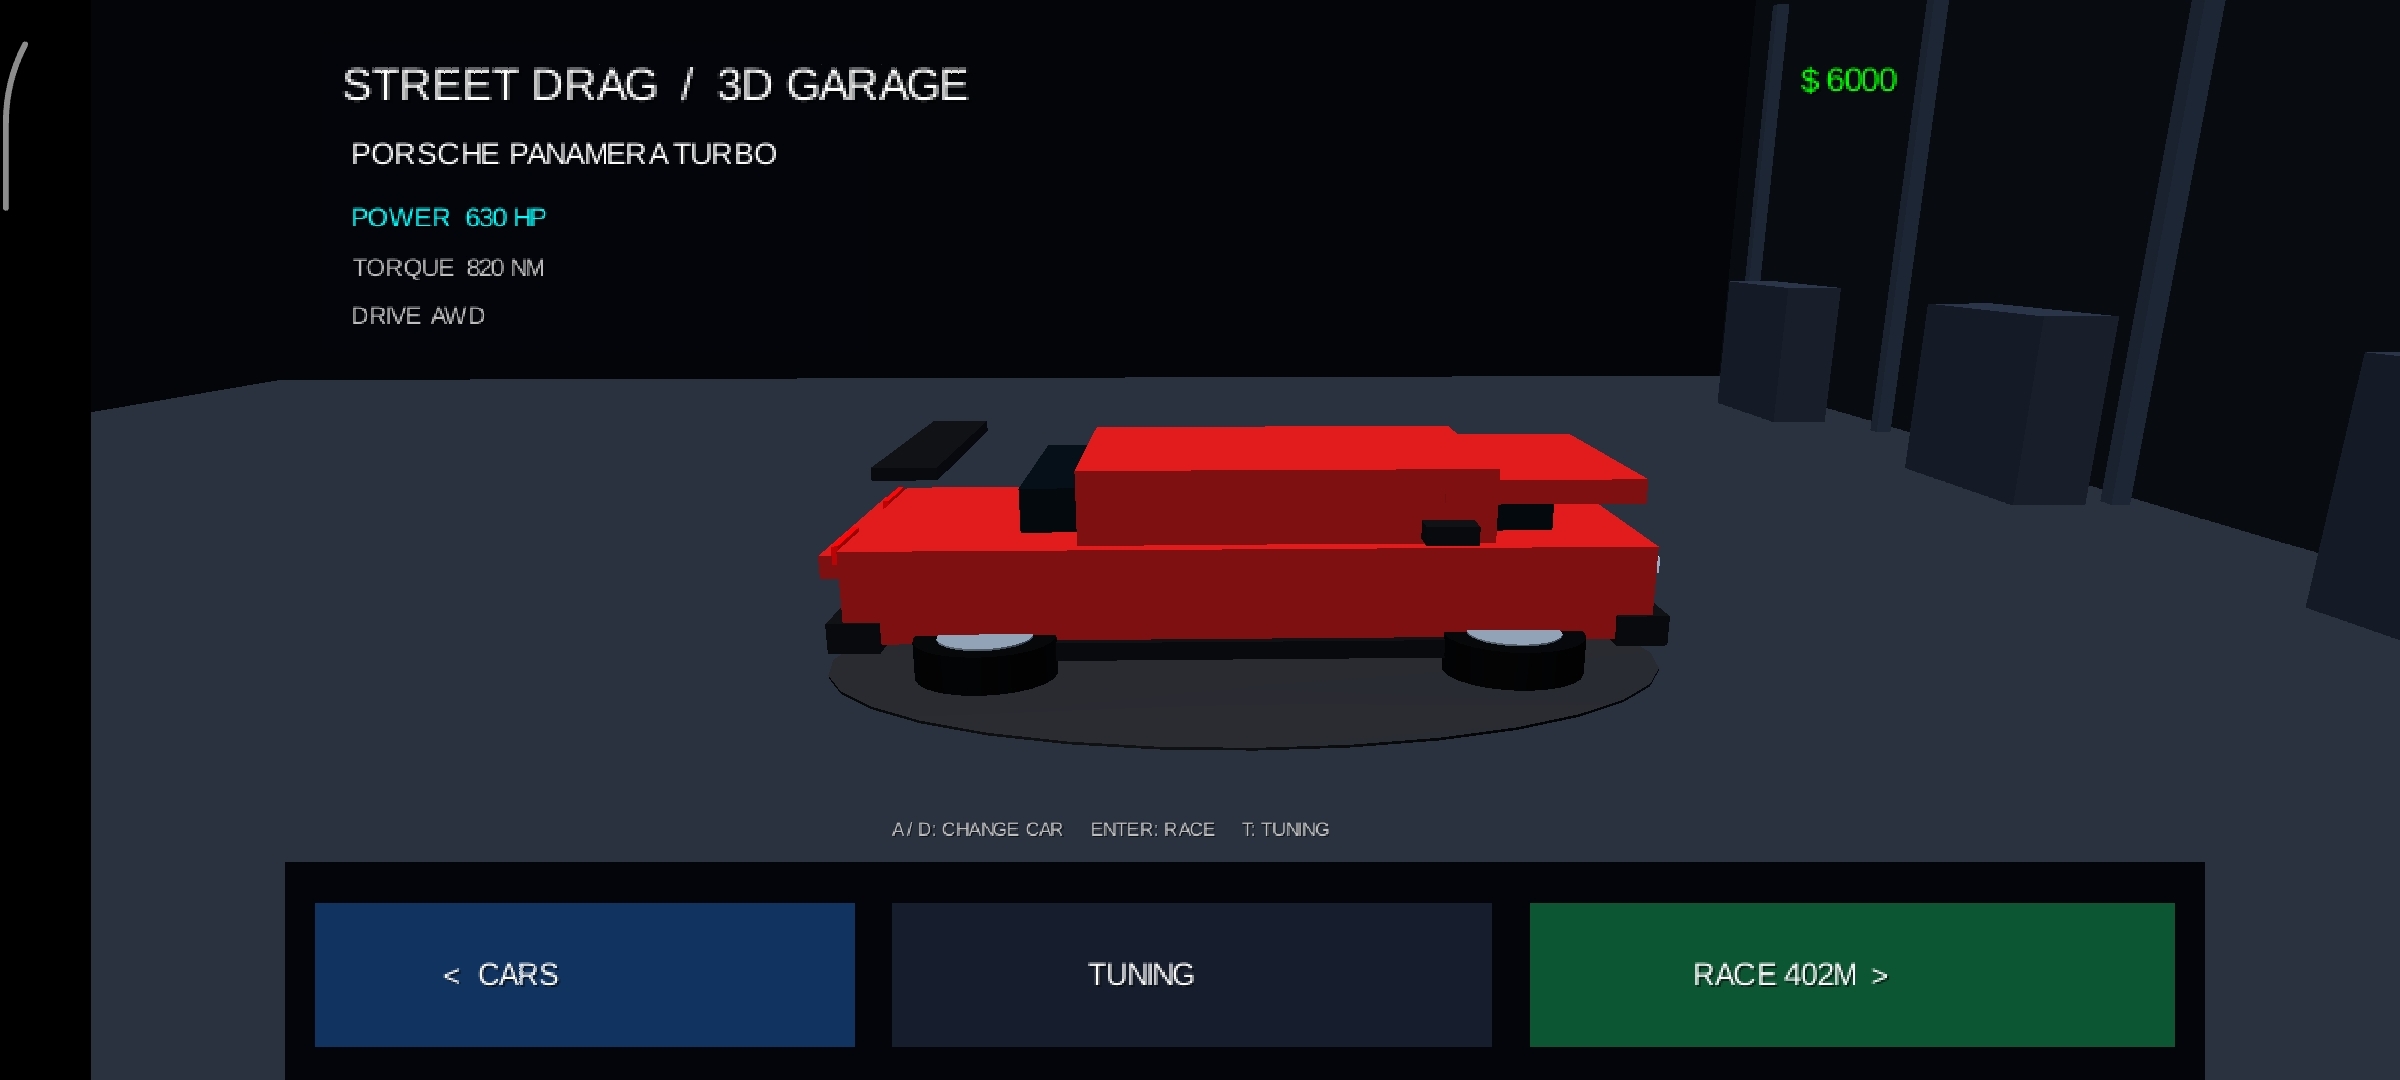 STREET DRAG / 3D GARAGE
$ 6000
PORSCHE PANAMERA TURBO
POWER 630 HP
TORQUE 820 NM
DRIVE AWD
A / D: CHANGE CAR ENTER: RACE T: TUNING
< CARS
TUNING
RACE 402M >